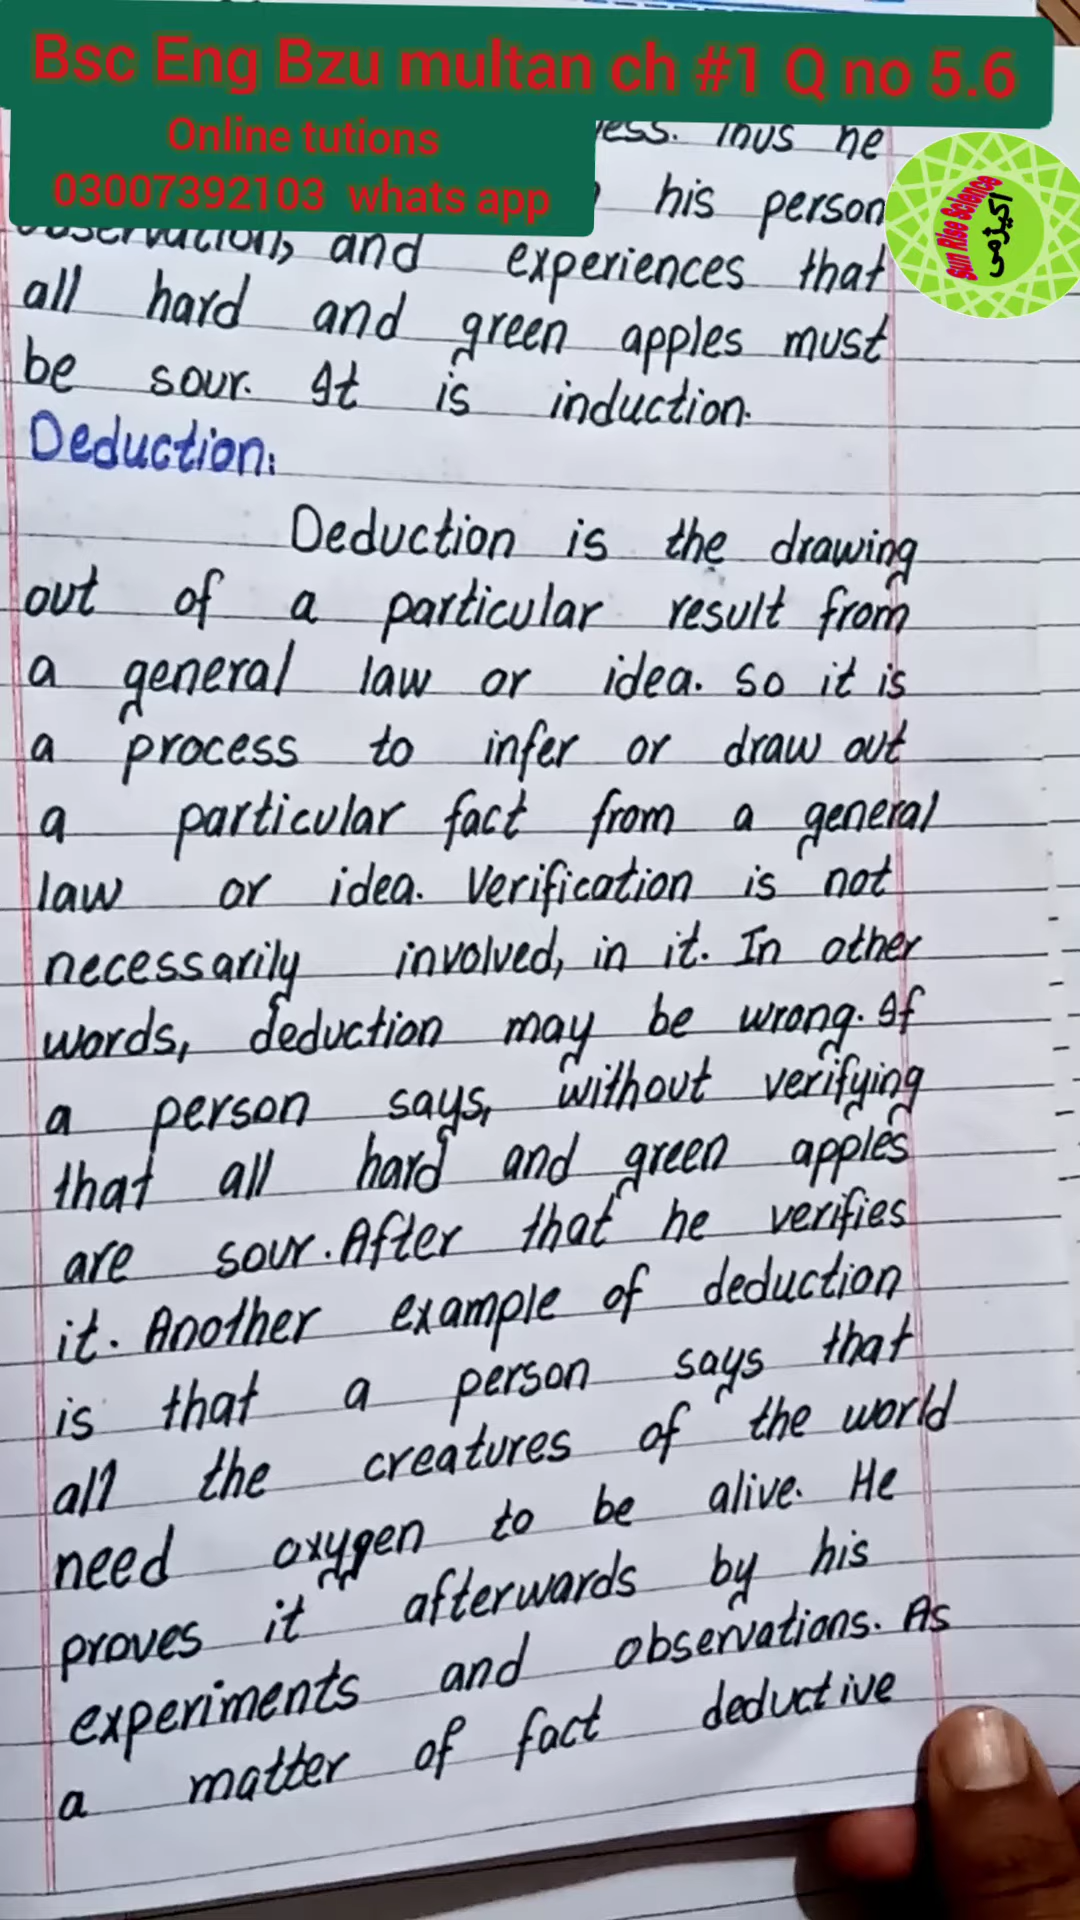 Bsc Eng Bzu multan ch #1 Q no 5.6
Online tutions
03007392103 whats app
Thus he
his person
Sun Rise Science
اکیڈمی
observation, and experiences that
all hard and green apples must
be sour. It is induction.
Deduction:
Deduction is the drawing
out of a particular result from
a general law or idea. So it is
a process to infer or draw out
a particular fact from a general
law or idea. Verification is not
necessarily involved, in it. In other
words, deduction may be wrong. If
a person says, without verifying
that all hard and green apples
are sour. After that he verifies
it. Another example of deduction
is that a person says that
all the creatures of the world
need oxygen to be alive. He
proves it afterwards by his
experiments and observations. As
a matter of fact deductive